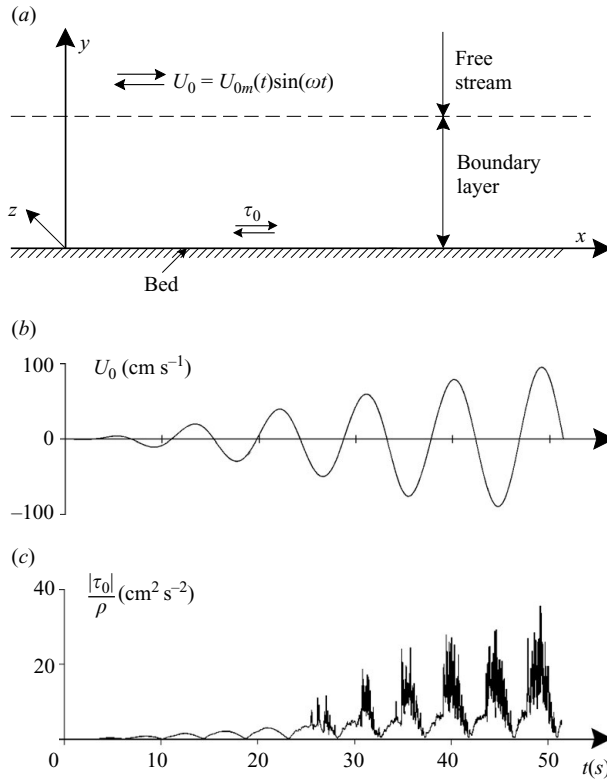 (a)
y
U₀ = U₀ₘ(t)sin(ωt)
Free
stream
Boundary
layer
z
τ₀
x
Bed
(b)
100
U₀ (cm s⁻¹)
0
–100
(c)
40
|τ₀|/ρ (cm² s⁻²)
20
0 10 20 30 40 50 t(s)